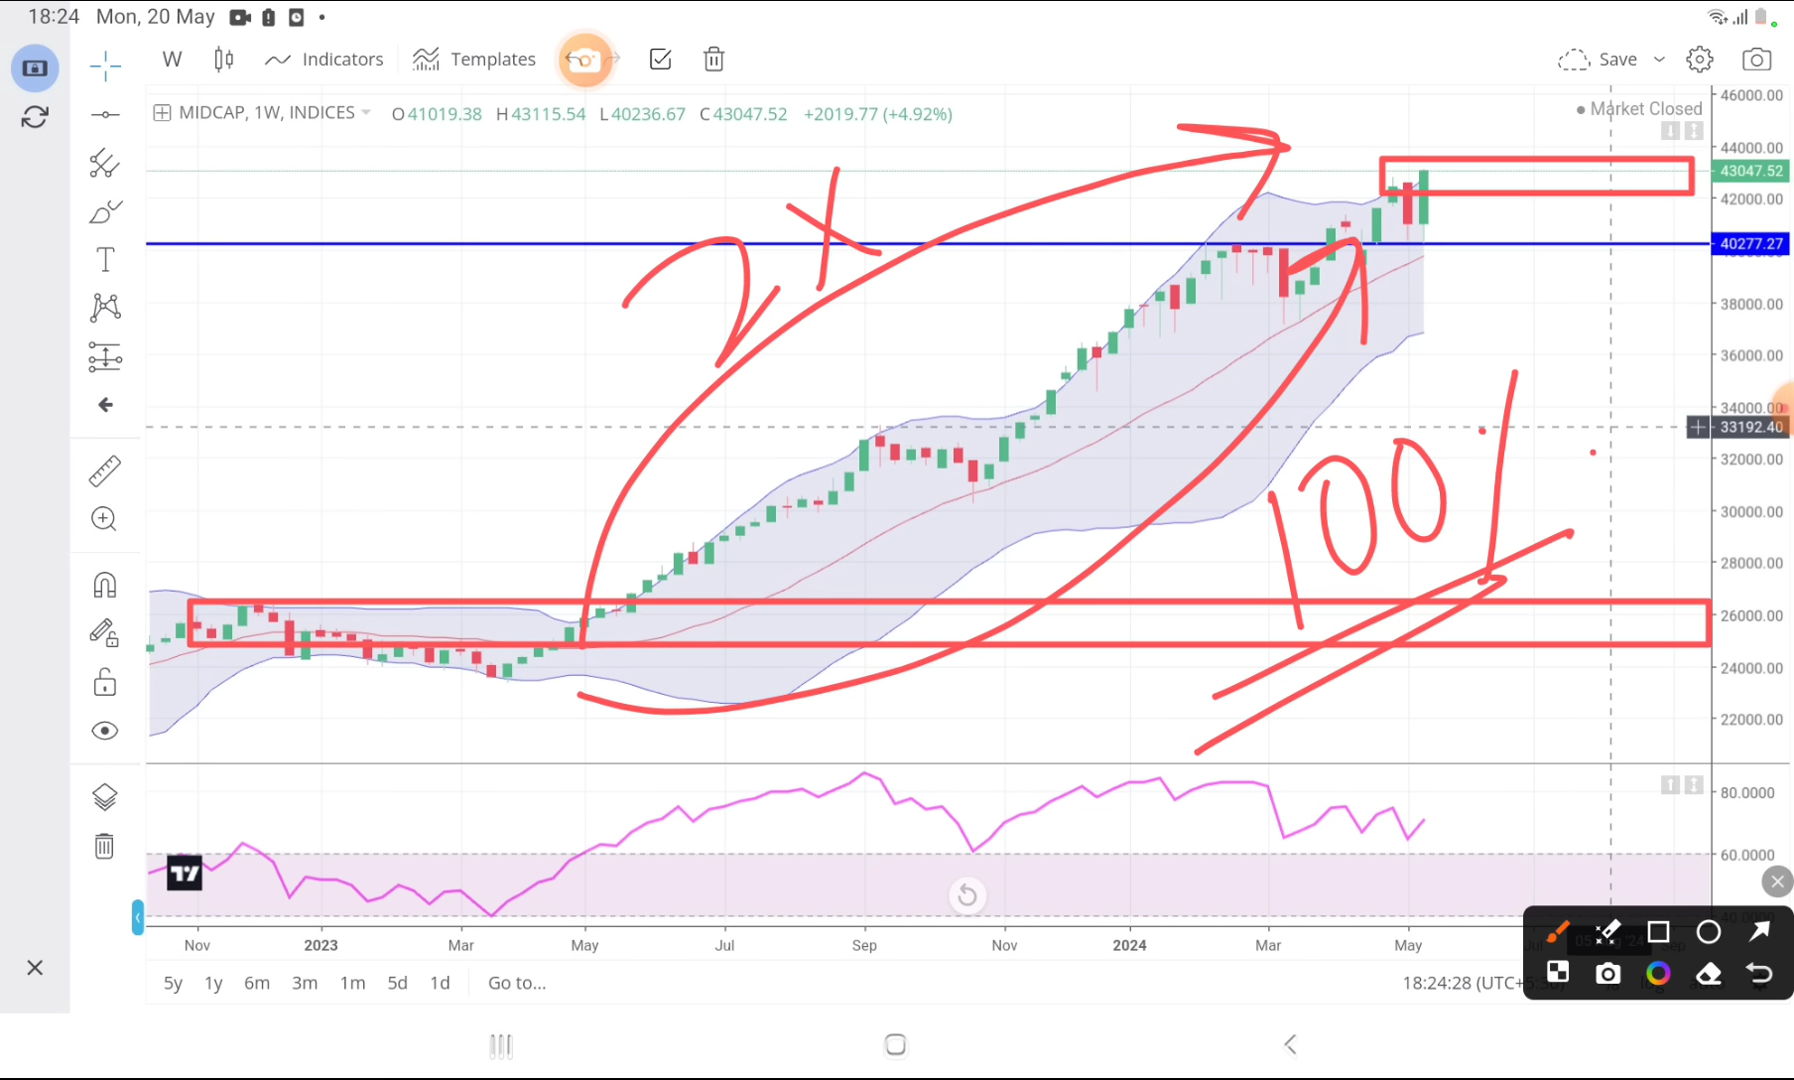 18:24 Mon, 20 May
W Indicators Templates Save
MIDCAP, 1W, INDICES O41019.38 H43115.54 L40236.67 C43047.52 +2019.77 (+4.92%)
Market Closed
46000.00
44000.00
43047.52
42000.00
40277.27
38000.00
36000.00
34000.00
33192.40
32000.00
30000.00
28000.00
26000.00
24000.00
22000.00
2X
100%
80.0000
60.0000
Nov 2023 Mar May Jul Sep Nov 2024 Mar May
5y 1y 6m 3m 1m 5d 1d Go to...
18:24:28 (UTC+